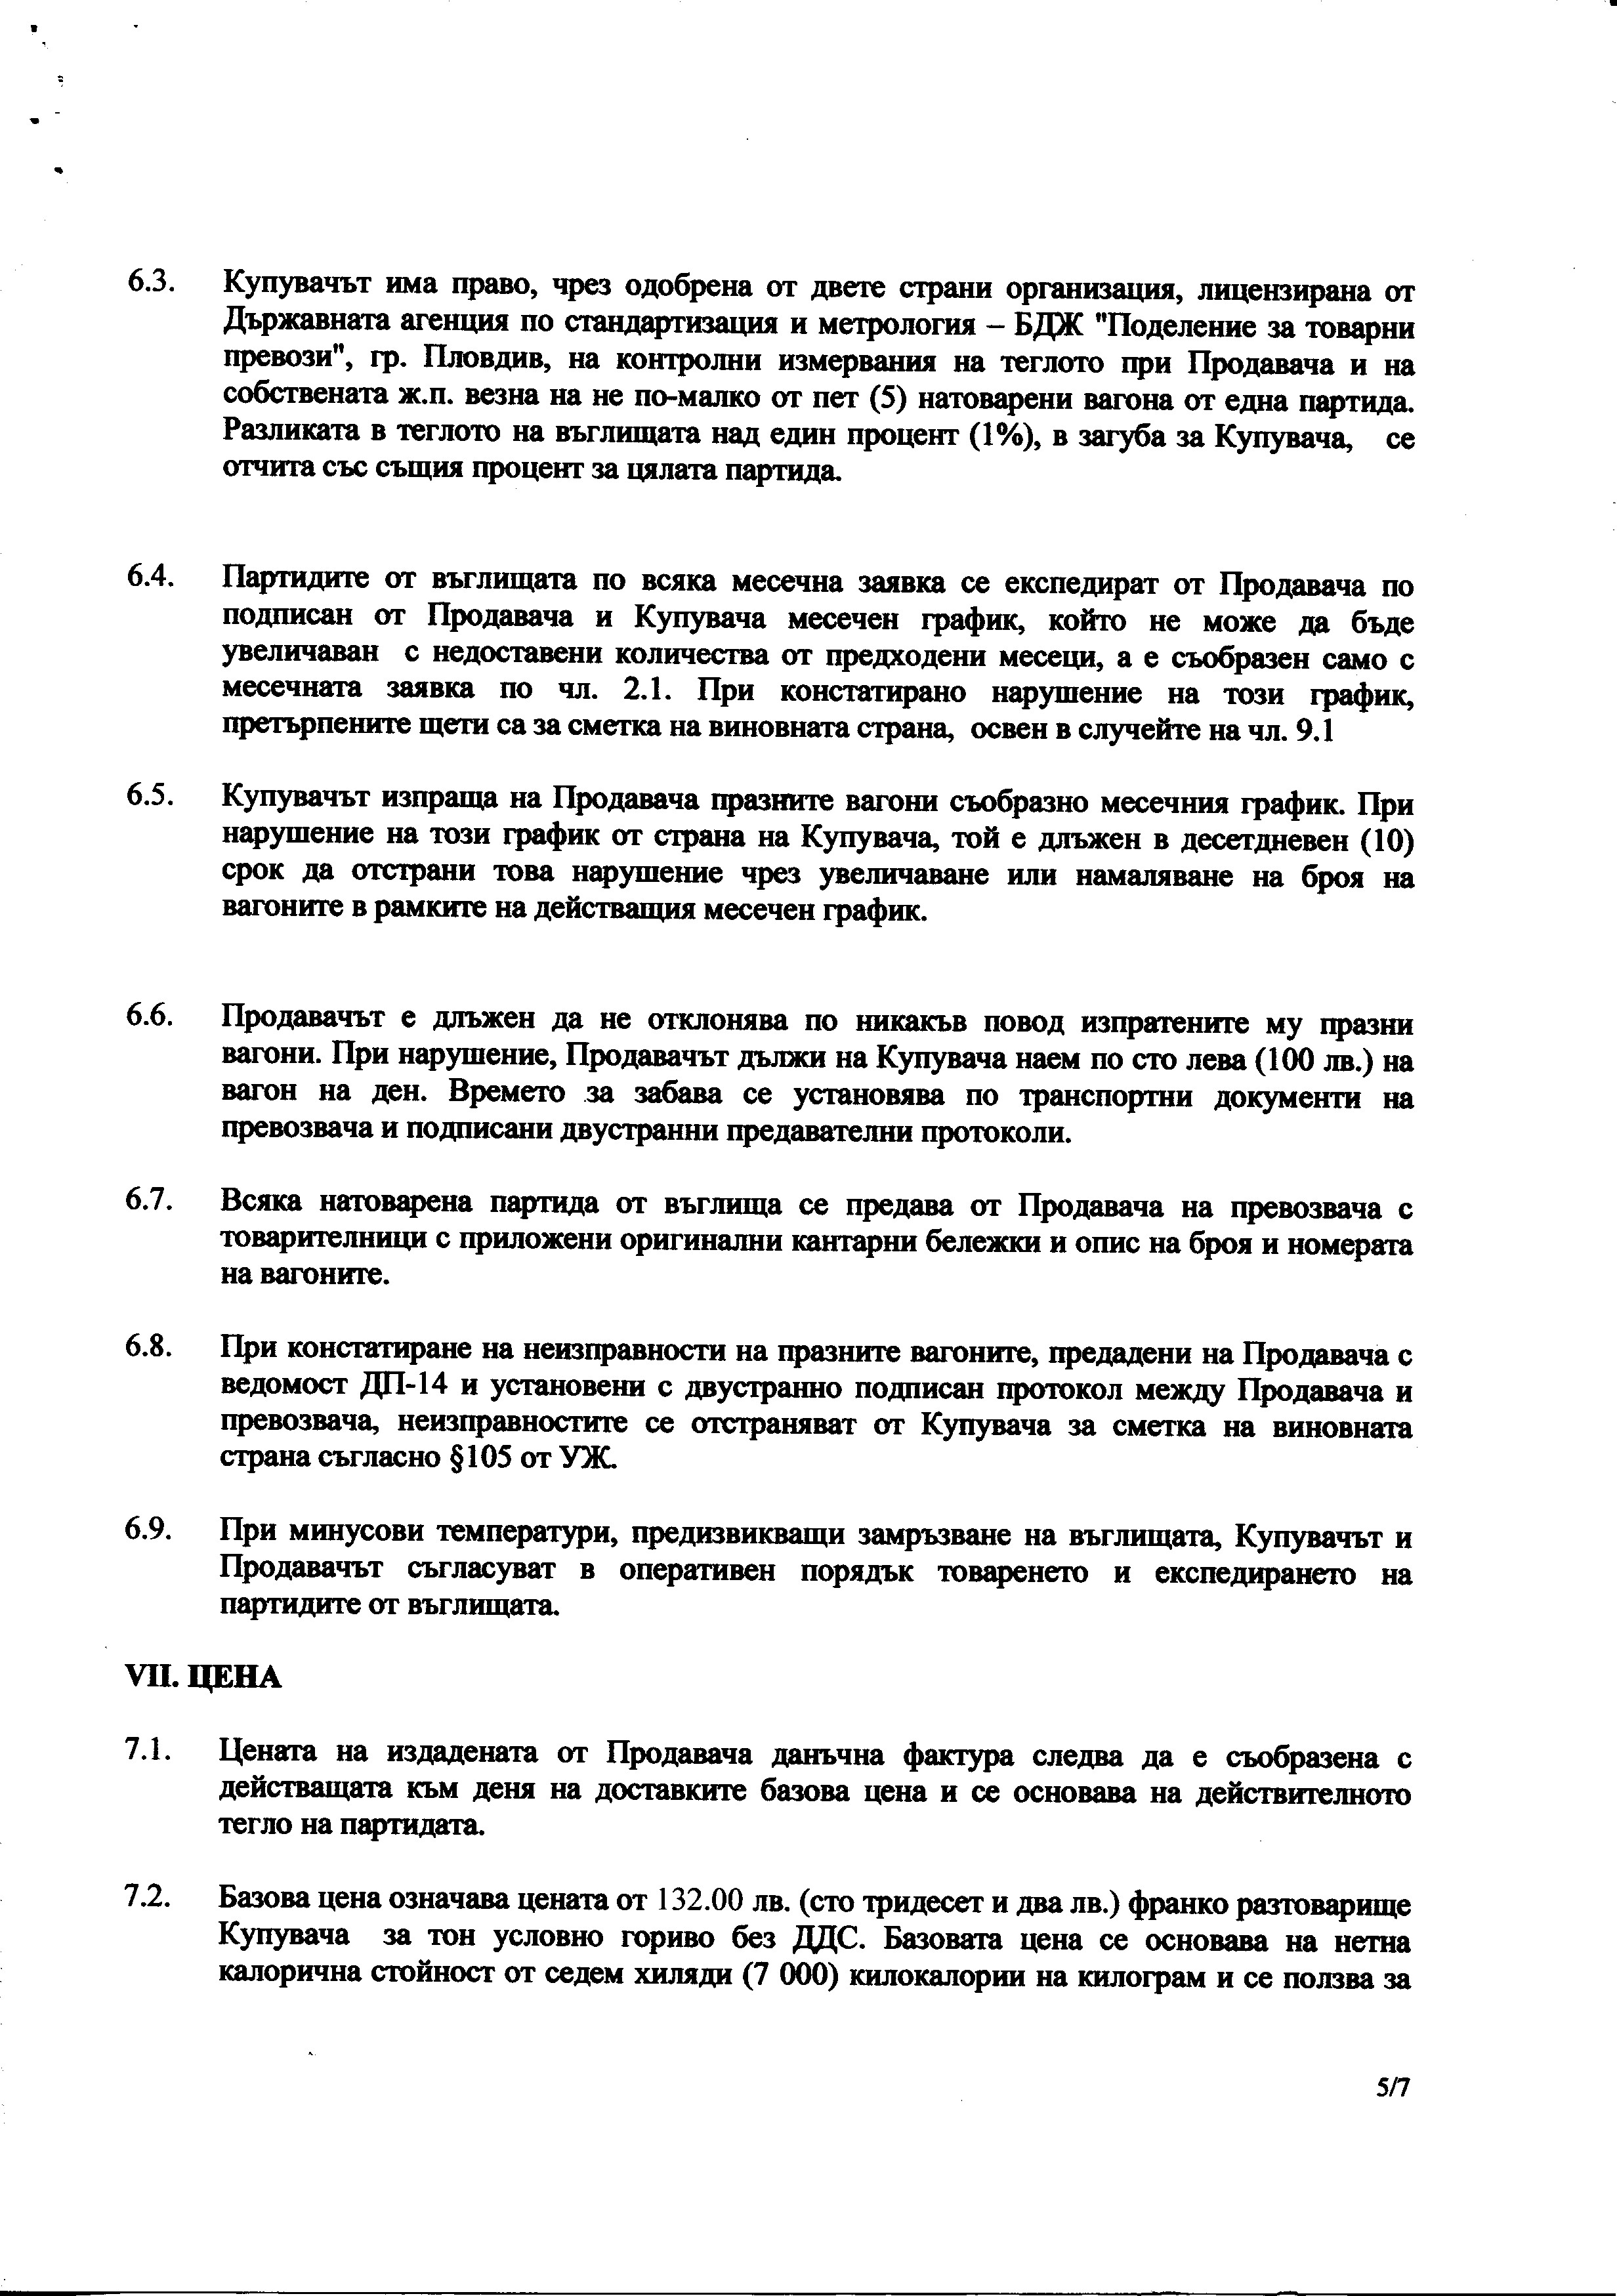 6.3. Купувачът има право, чрез одобрена от двете страни организация, лицензирана от
Държавната агенция по стандартизация и метрология – БДЖ "Поделение за товарни
превози", гр. Пловдив, на контролни измервания на теглото при Продавача и на
собствената ж.п. везна на не по-малко от пет (5) натоварени вагона от една партида.
Разликата в теглото на въглищата над един процент (1%), в загуба за Купувача, се
отчита със същия процент за цялата партида.
6.4. Партидите от въглищата по всяка месечна заявка се експедират от Продавача по
подписан от Продавача и Купувача месечен график, който не може да бъде
увеличаван с недоставени количества от предходени месеци, а е съобразен само с
месечната заявка по чл. 2.1. При констатирано нарушение на този график,
претърпените щети са за сметка на виновната страна, освен в случейте на чл. 9.1
6.5. Купувачът изпраща на Продавача празните вагони съобразно месечния график. При
нарушение на този график от страна на Купувача, той е длъжен в десетдневен (10)
срок да отстрани това нарушение чрез увеличаване или намаляване на броя на
вагоните в рамките на действащия месечен график.
6.6. Продавачът е длъжен да не отклонява по никакъв повод изпратените му празни
вагони. При нарушение, Продавачът дължи на Купувача наем по сто лева (100 лв.) на
вагон на ден. Времето за забава се установява по транспортни документи на
превозвача и подписани двустранни предавателни протоколи.
6.7. Всяка натоварена партида от въглища се предава от Продавача на превозвача с
товарителници с приложени оригинални кантарни бележки и опис на броя и номерата
на вагоните.
6.8. При констатиране на неизправности на празните вагоните, предадени на Продавача с
ведомост ДП-14 и установени с двустранно подписан протокол между Продавача и
превозвача, неизправностите се отстраняват от Купувача за сметка на виновната
страна съгласно §105 от УЖ.
6.9. При минусови температури, предизвикващи замръзване на въглищата, Купувачът и
Продавачът съгласуват в оперативен порядък товаренето и експедирането на
партидите от въглищата.
VII. ЦЕНА
7.1. Цената на издадената от Продавача данъчна фактура следва да е съобразена с
действащата към деня на доставките базова цена и се основава на действителното
тегло на партидата.
7.2. Базова цена означава цената от 132.00 лв. (сто тридесет и два лв.) франко разтоварище
Купувача за тон условно гориво без ДДС. Базовата цена се основава на нетна
калорична стойност от седем хиляди (7 000) килокалории на килограм и се ползва за
5/7